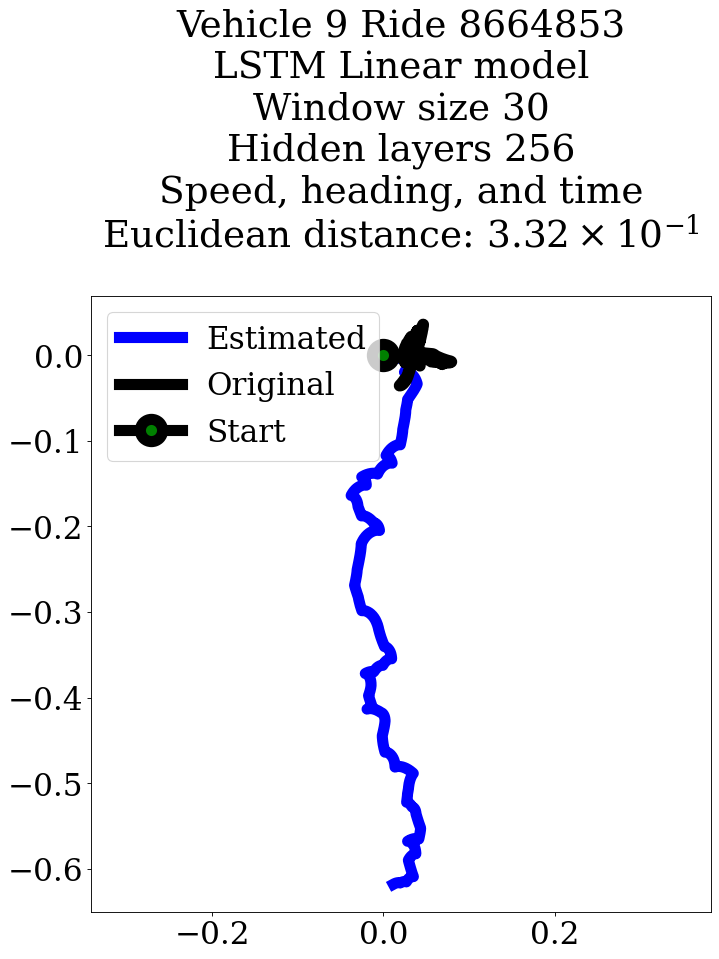 Vehicle 9 Ride 8664853
LSTM Linear model
Window size 30
Hidden layers 256
Speed, heading, and time
Euclidean distance: 3.32 × 10⁻¹
Estimated
Original
Start
0.0
−0.1
−0.2
−0.3
−0.4
−0.5
−0.6
−0.2 0.0 0.2